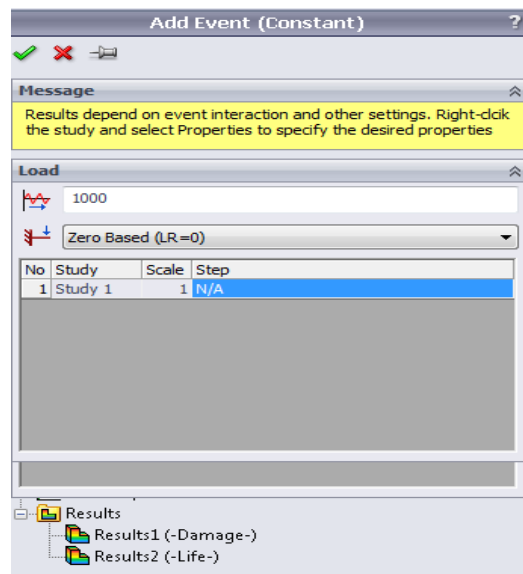 Add Event (Constant) ?
Message
Results depend on event interaction and other settings. Right-clcik
the study and select Properties to specify the desired properties
Load
1000
Zero Based (LR=0)
No Study Scale Step
1 Study 1 1 N/A
Results
Results1 (-Damage-)
Results2 (-Life-)